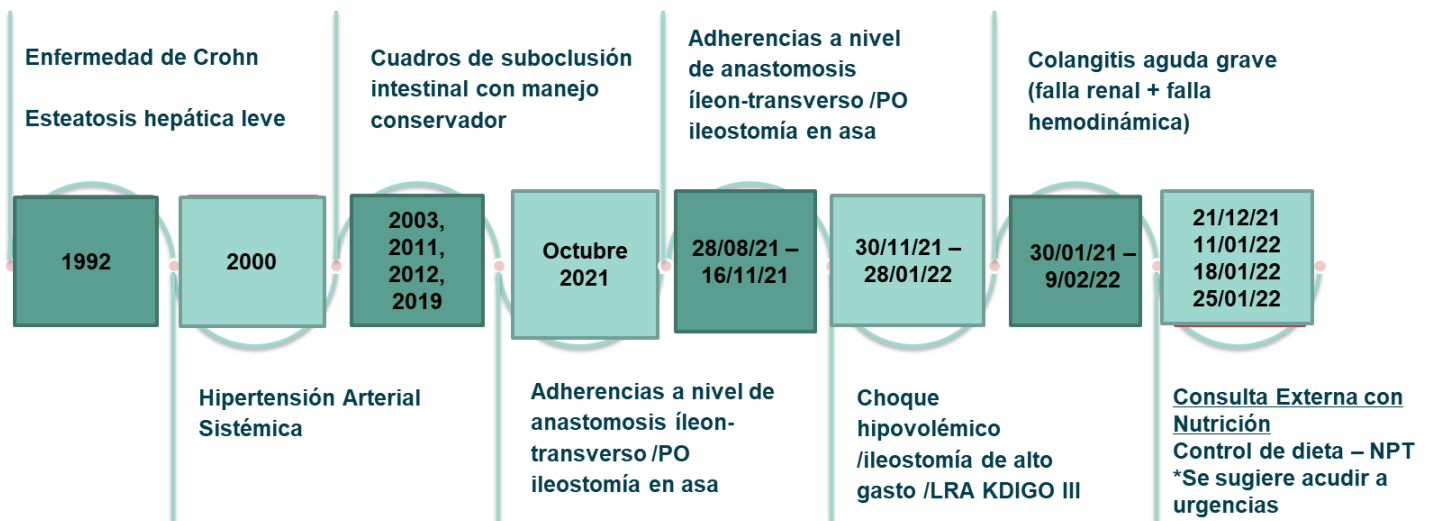 Enfermedad de Crohn
Esteatosis hepática leve
1992
2000
Hipertensión Arterial
Sistémica
Cuadros de suboclusión
intestinal con manejo
conservador
2003,
2011,
2012,
2019
Octubre
2021
Adherencias a nivel de
anastomosis íleon-
transverso /PO
ileostomía en asa
Adherencias a nivel
de anastomosis
íleon-transverso /PO
ileostomía en asa
28/08/21 –
16/11/21
30/11/21 –
28/01/22
Choque
hipovolémico
/ileostomía de alto
gasto /LRA KDIGO III
Colangitis aguda grave
(falla renal + falla
hemodinámica)
30/01/21 –
9/02/22
21/12/21
11/01/22
18/01/22
25/01/22
Consulta Externa con
Nutrición
Control de dieta – NPT
*Se sugiere acudir a
urgencias